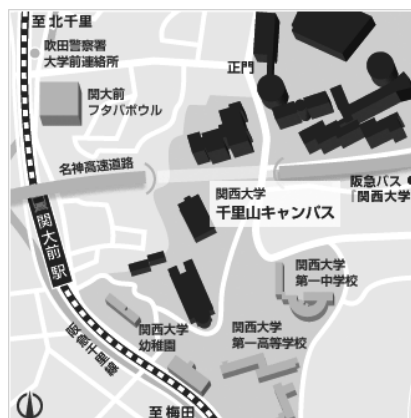 至北千里
吹田警察署
大学前連絡所
正門
関大前
フタバボウル
名神高速道路
阪急バス
「関西大学
関西大学
千里山キャンパス
関大前駅
関西大学
第一中学校
関西大学
幼稚園
関西大学
第一高等学校
阪急千里線
至梅田